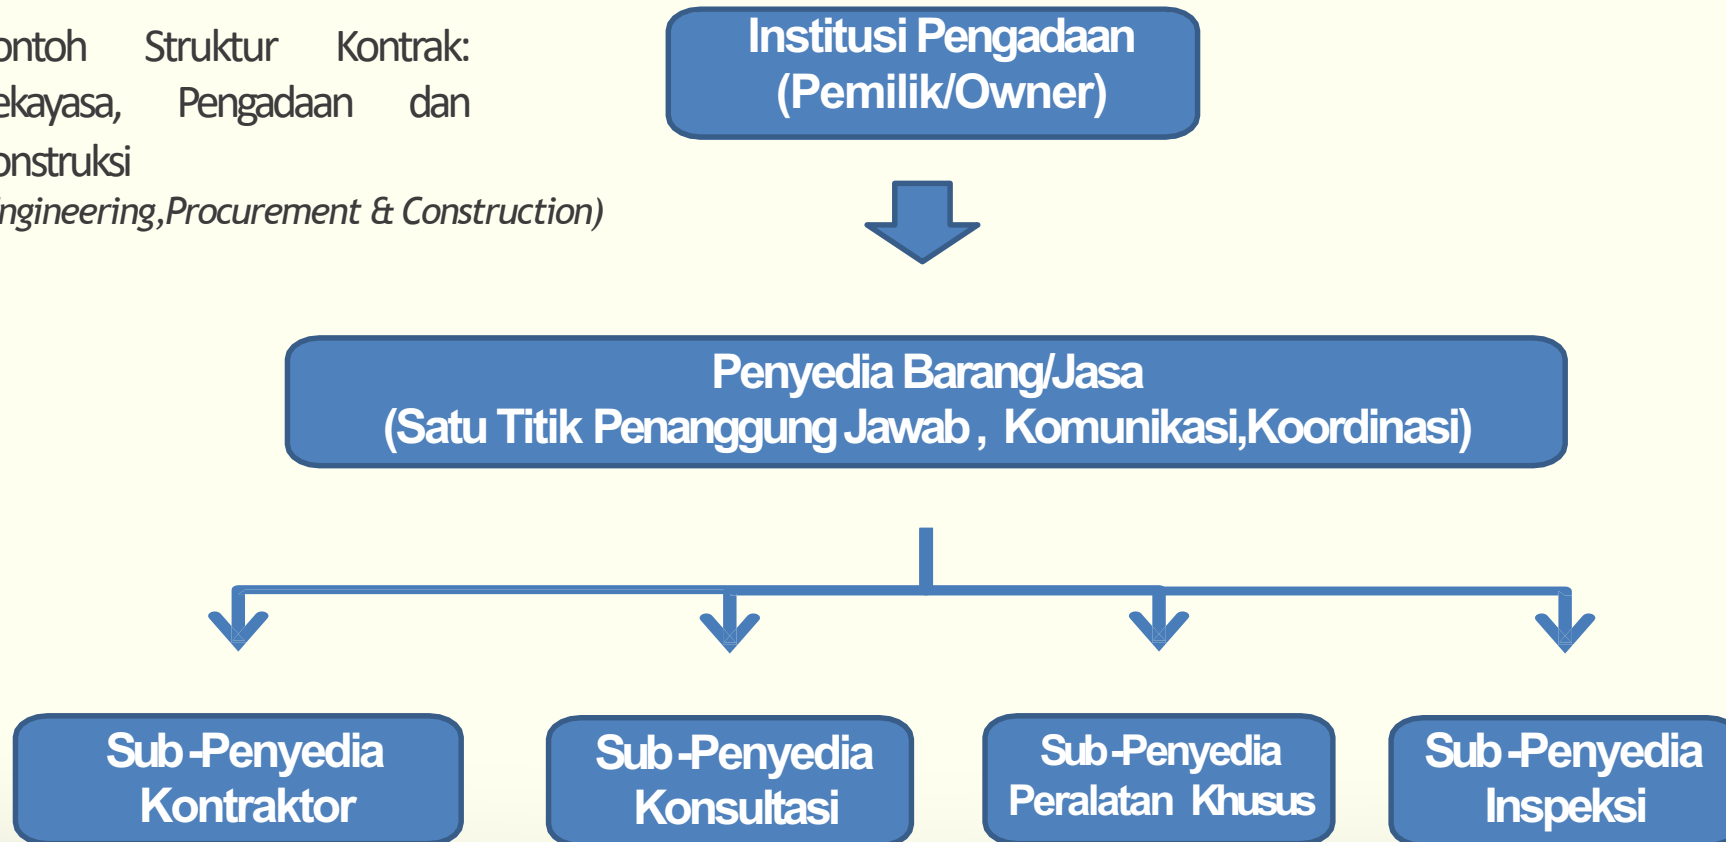 ontoh Struktur Kontrak:
ekayasa, Pengadaan dan
onstruksi
ngineering,Procurement & Construction)
Institusi Pengadaan
(Pemilik/Owner)
Penyedia Barang/Jasa
(Satu Titik Penanggung Jawab , Komunikasi,Koordinasi)
Sub-Penyedia
Kontraktor
Sub-Penyedia
Konsultasi
Sub-Penyedia
Peralatan Khusus
Sub-Penyedia
Inspeksi